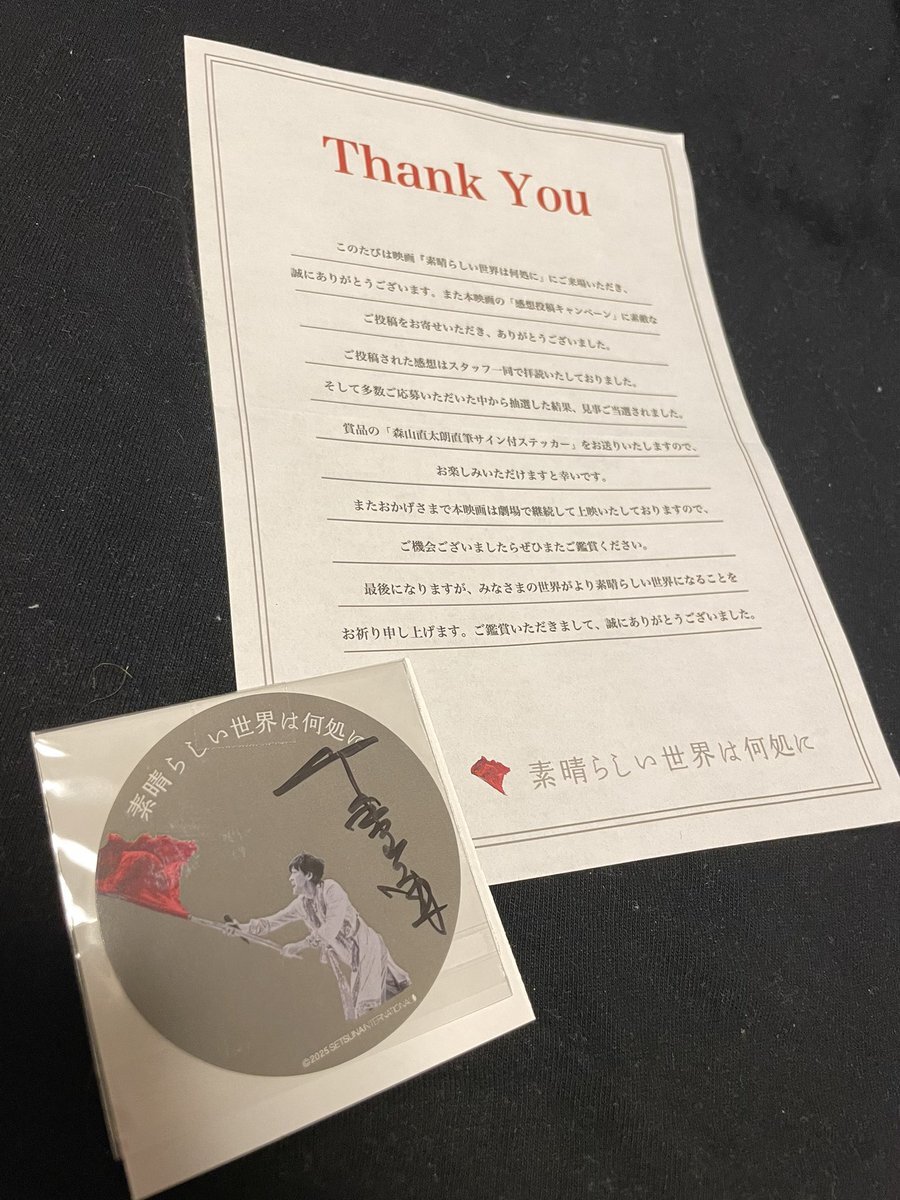 Thank You
このたびは映画『素晴らしい世界は何処に』にご来場いただき、
誠にありがとうございます。また本映画の「感想投稿キャンペーン」に素敵な
ご投稿をお寄せいただき、ありがとうございました。
ご投稿された感想はスタッフ一同で拝読いたしておりました。
そして多数ご応募いただいた中から抽選した結果、見事ご当選されました。
賞品の「森山直太朗直筆サイン付ステッカー」をお送りいたしますので、
お楽しみいただけますと幸いです。
またおかげさまで本映画は劇場で継続して上映いたしておりますので、
ご機会ございましたらぜひまたご鑑賞ください。
最後になりますが、みなさまの世界がより素晴らしい世界になることを
お祈り申し上げます。ご鑑賞いただきまして、誠にありがとうございました。
素晴らしい世界は何処に
素晴らしい世界は何処に
©2025 SETSUNA INTERNATIONAL